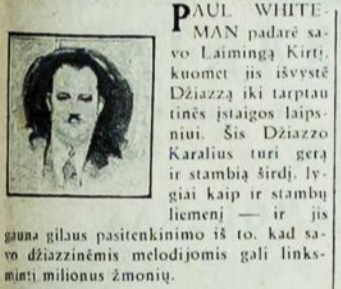 PAUL WHITE-
MAN padarė sa-
vo Laimingą Kirtį,
kuomet jis išvystė
Džiazzą iki tarptau
tinės įstaigos laips-
niui. Šis Džiazzo
Karalius turi gerą
ir stambią širdį, ly-
giai kaip ir stambų
liemenį — ir jis
gauna gilaus pasitenkinimo iš to, kad sa-
vo džiazzinėmis melodijomis gali links-
minti milionus žmonių.